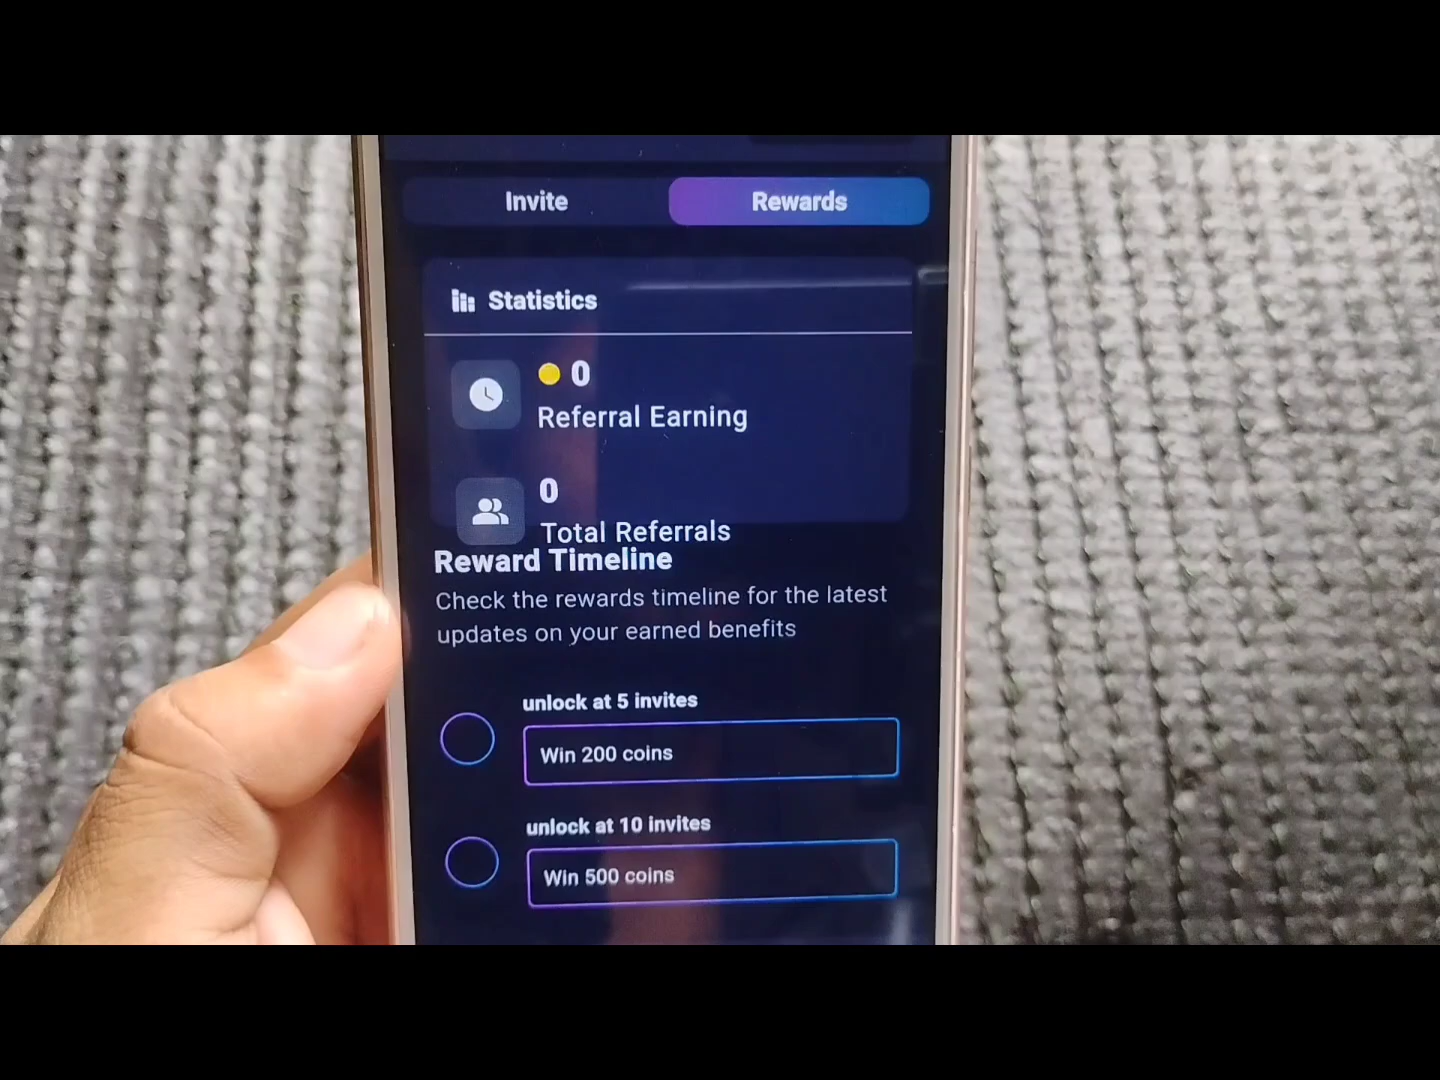 Invite
Rewards
Statistics
0
Referral Earning
0
Total Referrals
Reward Timeline
Check the rewards timeline for the latest
updates on your earned benefits
unlock at 5 invites
Win 200 coins
unlock at 10 invites
Win 500 coins